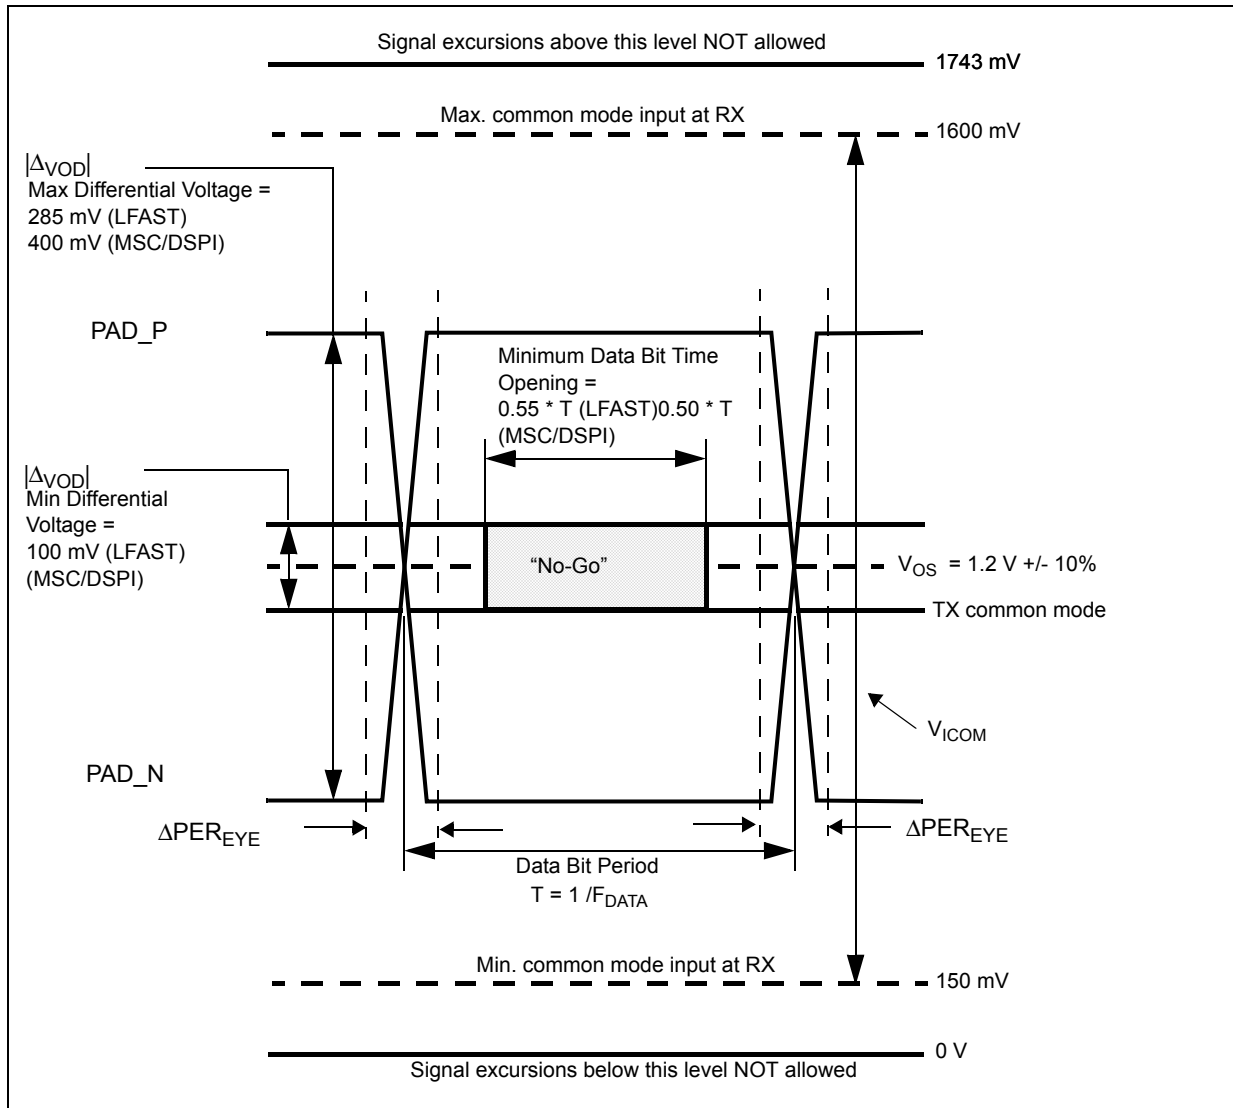 Signal excursions above this level NOT allowed
1743 mV
Max. common mode input at RX
1600 mV
|ΔVOD|
Max Differential Voltage =
285 mV (LFAST)
400 mV (MSC/DSPI)
PAD_P
Minimum Data Bit Time
Opening =
0.55 * T (LFAST)0.50 * T
(MSC/DSPI)
|ΔVOD|
Min Differential
Voltage =
100 mV (LFAST)
(MSC/DSPI)
“No-Go”
VOS = 1.2 V +/- 10%
TX common mode
VICOM
PAD_N
ΔPEREYE
ΔPEREYE
Data Bit Period
T = 1 /FDATA
Min. common mode input at RX
150 mV
0 V
Signal excursions below this level NOT allowed